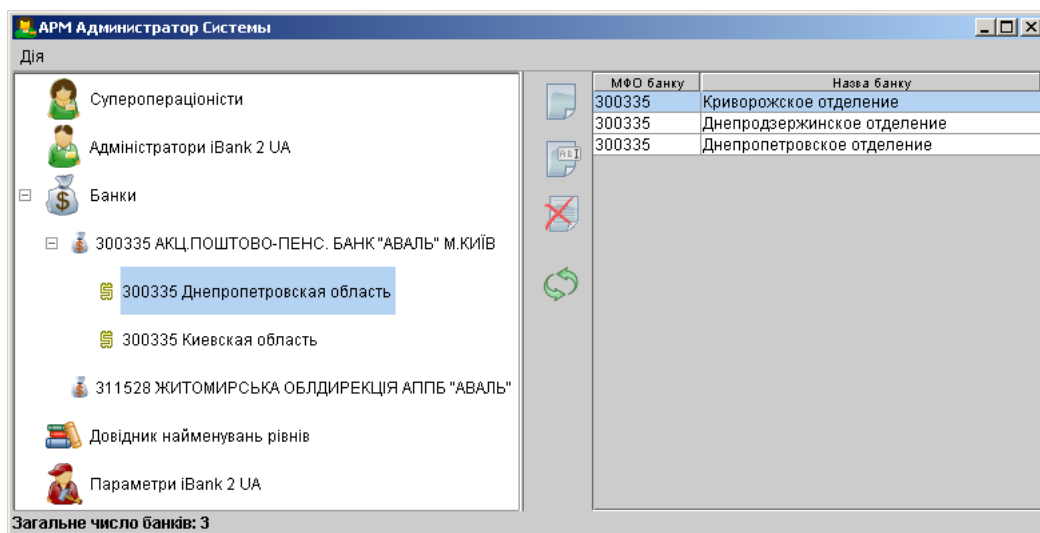 АРМ Администратор Системы
Дія
Суперопераціоністи
Адміністратори iBank 2 UA
Банки
300335 АКЦ.ПОШТОВО-ПЕНС. БАНК "АВАЛЬ" М.КИЇВ
300335 Днепропетровская область
300335 Киевская область
311528 ЖИТОМИРСЬКА ОБЛДИРЕКЦІЯ АППБ "АВАЛЬ"
Довідник найменувань рівнів
Параметри iBank 2 UA
ABI
МФО банку Назва банку
300335 Криворожское отделение
300335 Днепродзержинское отделение
300335 Днепропетровское отделение
Загальне число банків: 3